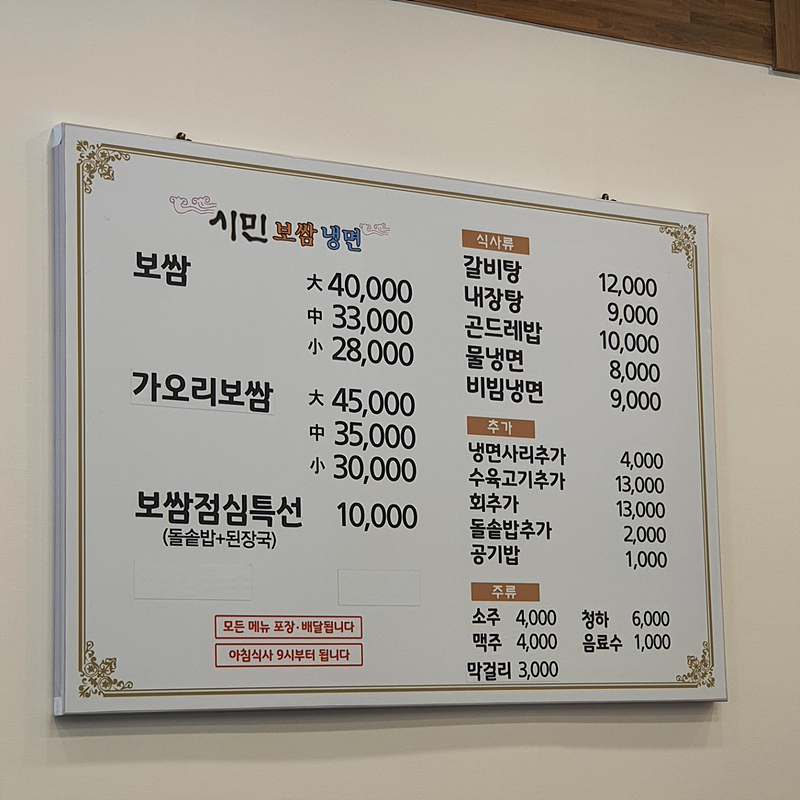 시민 보쌈 냉면
보쌈
大 40,000
中 33,000
小 28,000
가오리보쌈
大 45,000
中 35,000
小 30,000
보쌈점심특선 10,000
(돌솥밥+된장국)
모든 메뉴 포장·배달됩니다
아침식사 9시부터 됩니다
식사류
갈비탕 12,000
내장탕 9,000
곤드레밥 10,000
물냉면 8,000
비빔냉면 9,000
추가
냉면사리추가 4,000
수육고기추가 13,000
회추가 13,000
돌솥밥추가 2,000
공기밥 1,000
주류
소주 4,000 청하 6,000
맥주 4,000 음료수 1,000
막걸리 3,000